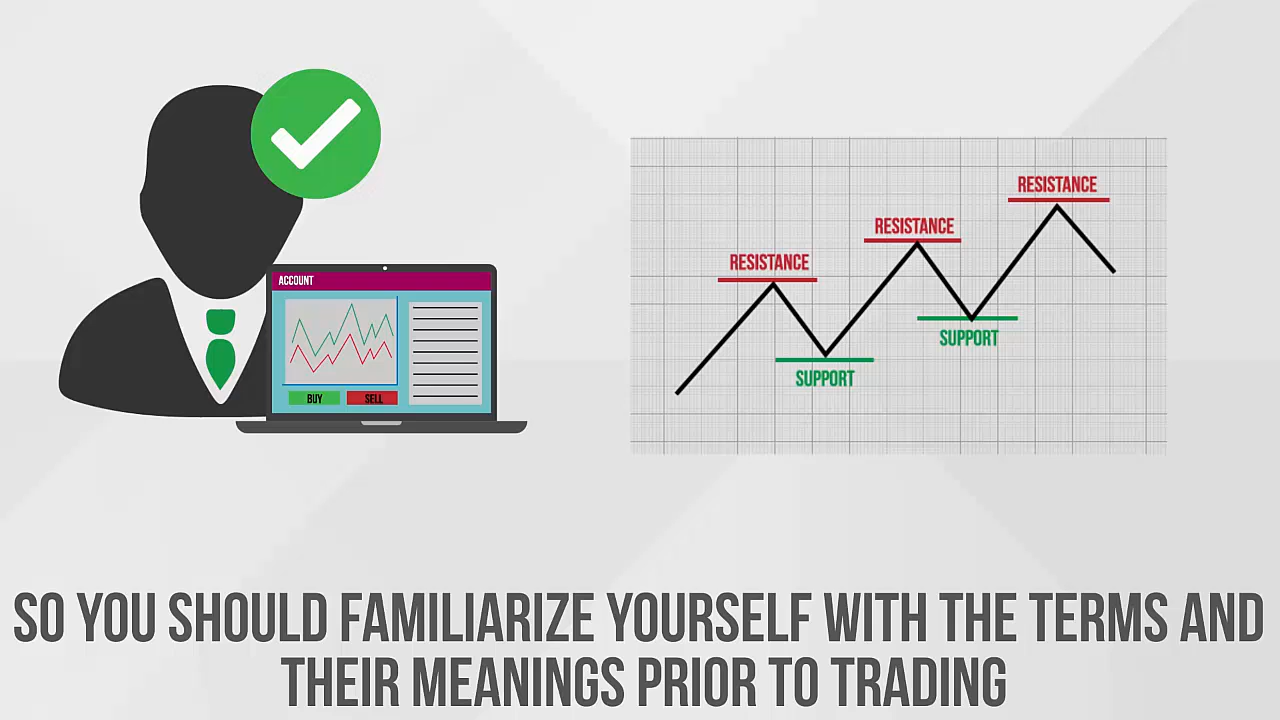 ACCOUNT
BUY
SELL
RESISTANCE
RESISTANCE
RESISTANCE
SUPPORT
SUPPORT
SO YOU SHOULD FAMILIARIZE YOURSELF WITH THE TERMS AND
THEIR MEANINGS PRIOR TO TRADING